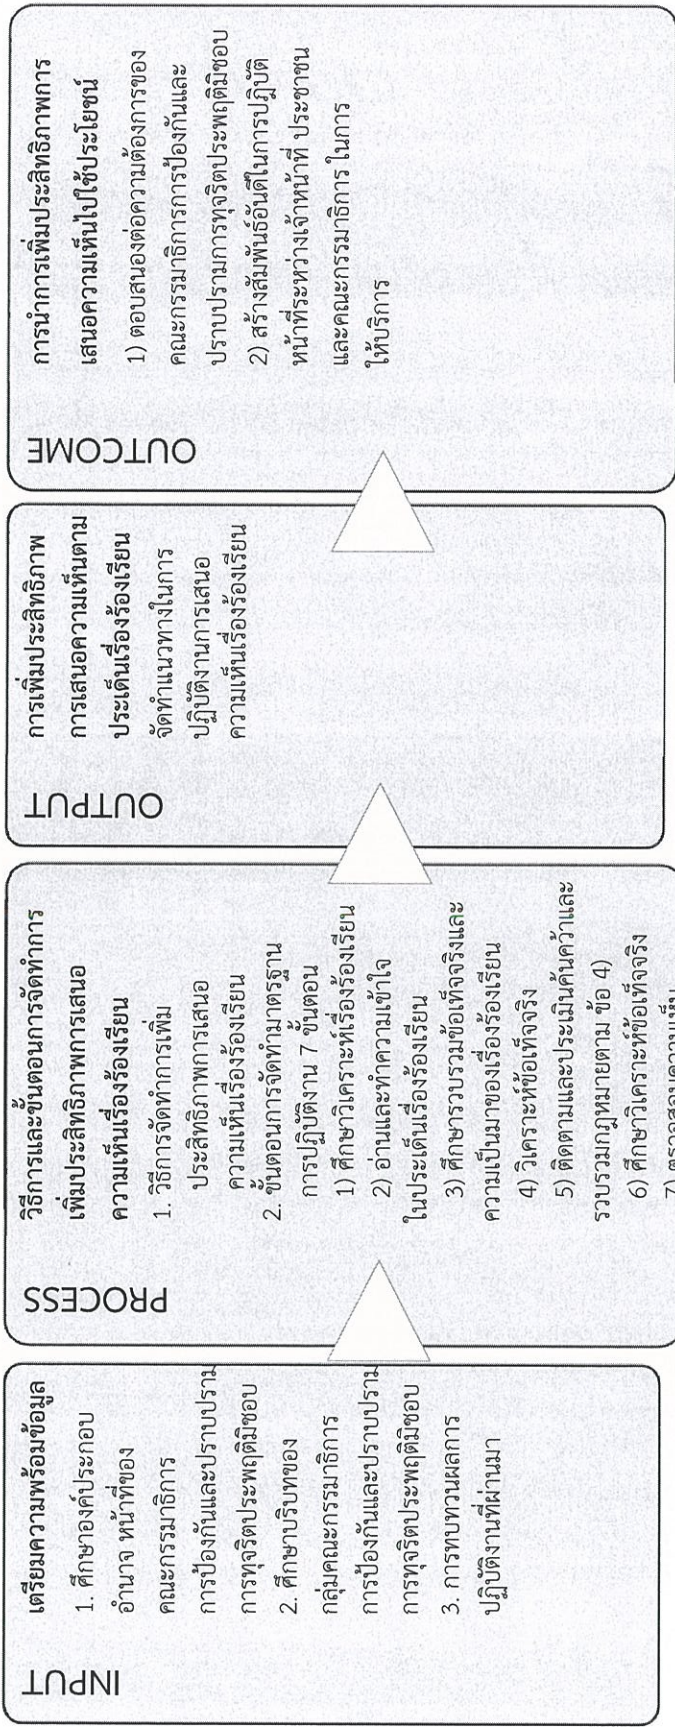 INPUT
เตรียมความพร้อมข้อมูล
1. ศึกษาองค์ประกอบ
อำนาจ หน้าที่ของ
คณะกรรมาธิการ
การป้องกันและปราบปราม
การทุจริตประพฤติมิชอบ
2. ศึกษาบริบทของ
กลุ่มคณะกรรมาธิการ
การป้องกันและปราบปราม
การทุจริตประพฤติมิชอบ
3. การทบทวนผลการ
ปฏิบัติงานที่ผ่านมา
PROCESS
วิธีการและขั้นตอนการจัดทำการ
เพิ่มประสิทธิภาพการเสนอ
ความเห็นเรื่องร้องเรียน
1. วิธีการจัดทำการเพิ่ม
ประสิทธิภาพการเสนอ
ความเห็นเรื่องร้องเรียน
2. ขั้นตอนการจัดทำมาตรฐาน
การปฏิบัติงาน 7 ขั้นตอน
1) ศึกษาวิเคราะห์เรื่องร้องเรียน
2) อ่านและทำความเข้าใจ
ในประเด็นเรื่องร้องเรียน
3) ศึกษารวบรวมข้อเท็จจริงและ
ความเป็นมาของเรื่องร้องเรียน
4) วิเคราะห์ข้อเท็จจริง
5) ติดตามและประเมินค้นคว้าและ
รวบรวมกฎหมายตาม ข้อ 4)
6) ศึกษาวิเคราะห์ข้อเท็จจริง
7) ตรวจสอบความเห็น
OUTPUT
การเพิ่มประสิทธิภาพ
การเสนอความเห็นตาม
ประเด็นเรื่องร้องเรียน
จัดทำแนวทางในการ
ปฏิบัติงานการเสนอ
ความเห็นเรื่องร้องเรียน
OUTCOME
การนำการเพิ่มประสิทธิภาพการ
เสนอความเห็นไปใช้ประโยชน์
1) ตอบสนองต่อความต้องการของ
คณะกรรมาธิการการป้องกันและ
ปราบปรามการทุจริตประพฤติมิชอบ
2) สร้างสัมพันธ์อันดีในการปฏิบัติ
หน้าที่ระหว่างเจ้าหน้าที่ ประชาชน
และคณะกรรมาธิการ ในการ
ให้บริการ